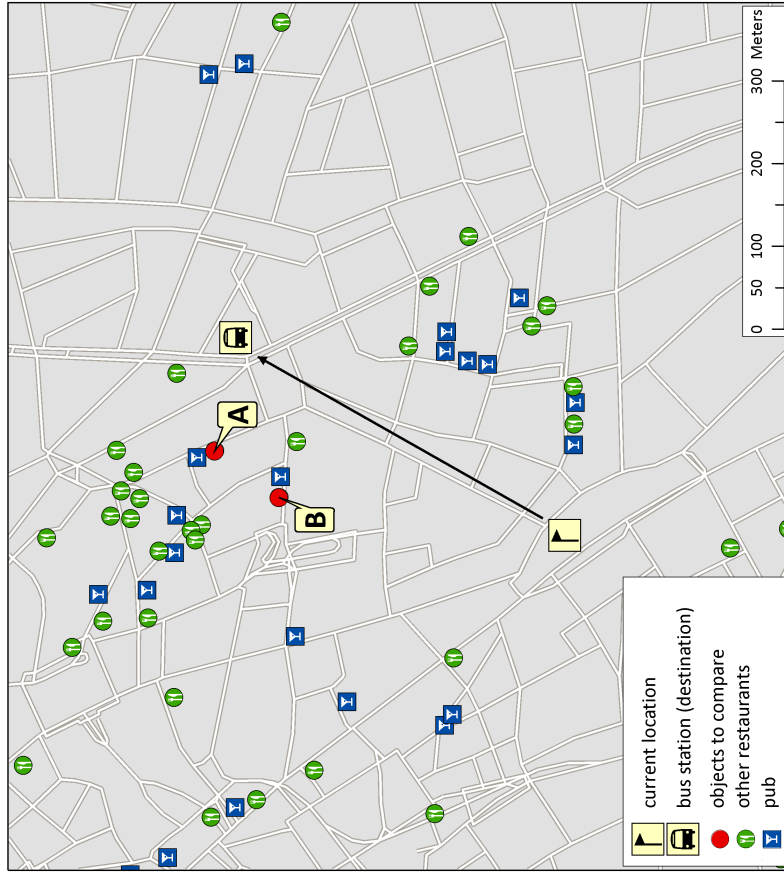 A
B
current location
bus station (destination)
objects to compare
other restaurants
pub
0 50 100 200 300 Meters